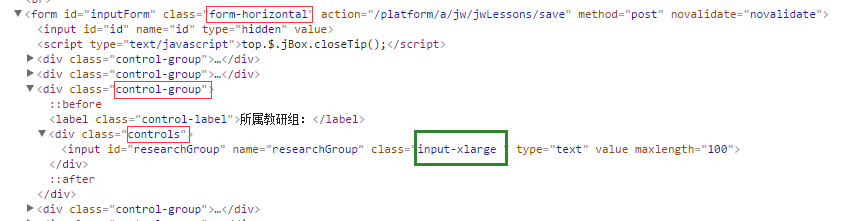 ▼<form id="inputForm" class="form-horizontal" action="/platform/a/jw/jwLessons/save" method="post" novalidate="novalidate">
<input id="id" name="id" type="hidden" value>
<script type="text/javascript">top.$.jBox.closeTip();</script>
▶<div class="control-group">…</div>
▶<div class="control-group">…</div>
▼<div class="control-group">
::before
<label class="control-label">所属教研组：</label>
▼<div class="controls">
<input id="researchGroup" name="researchGroup" class="input-xlarge " type="text" value maxlength="100">
</div>
::after
</div>
▶<div class="control-group">…</div>